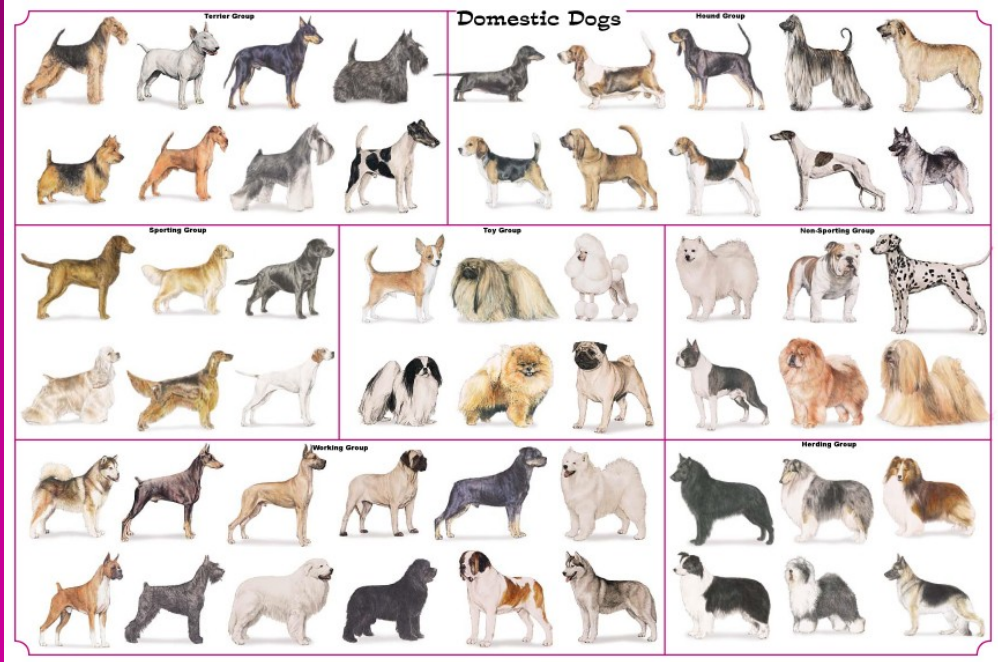 Domestic Dogs
Terrier Group
Hound Group
Sporting Group
Toy Group
Non-Sporting Group
Working Group
Herding Group